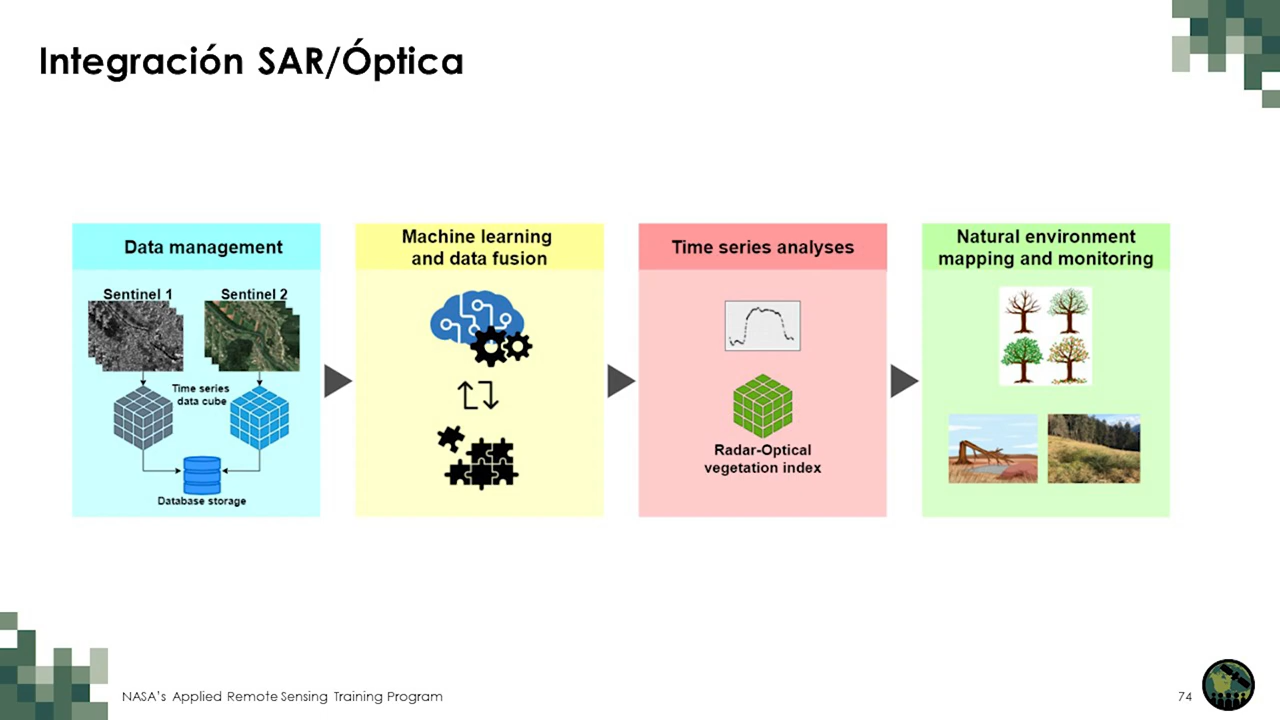 Integración SAR/Óptica
Data management
Sentinel 1
Sentinel 2
Time series
data cube
Database storage
Machine learning
and data fusion
Time series analyses
Radar-Optical
vegetation index
Natural environment
mapping and monitoring
NASA's Applied Remote Sensing Training Program
74